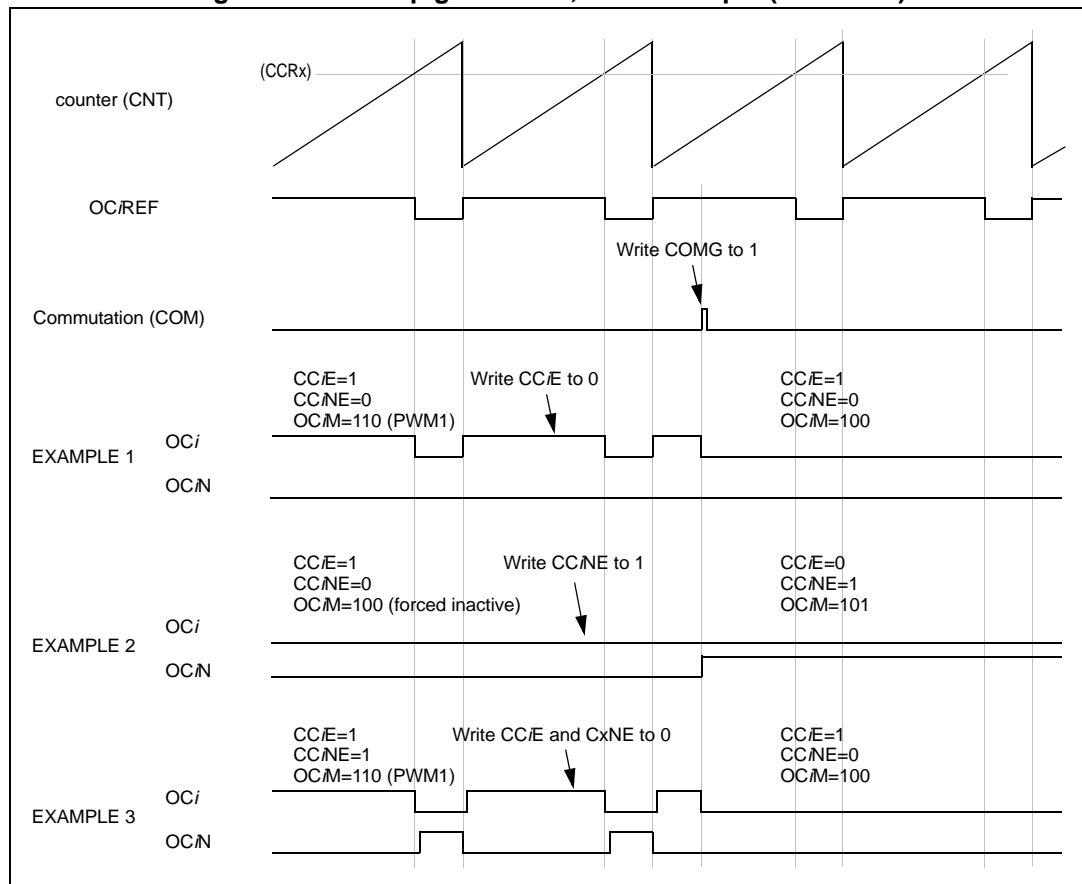 (CCRx)
counter (CNT)
OCiREF
Write COMG to 1
Commutation (COM)
CCiE=1
CCiNE=0
OCiM=110 (PWM1)
Write CCiE to 0
CCiE=1
CCiNE=0
OCiM=100
EXAMPLE 1
OCi
OCiN
CCiE=1
CCiNE=0
OCiM=100 (forced inactive)
Write CCiNE to 1
CCiE=0
CCiNE=1
OCiM=101
EXAMPLE 2
OCi
OCiN
CCiE=1
CCiNE=1
OCiM=110 (PWM1)
Write CCiE and CxNE to 0
CCiE=1
CCiNE=0
OCiM=100
EXAMPLE 3
OCi
OCiN